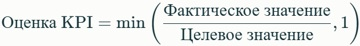 Оценка KPI = min ( Фактическое значение / Целевое значение , 1 )